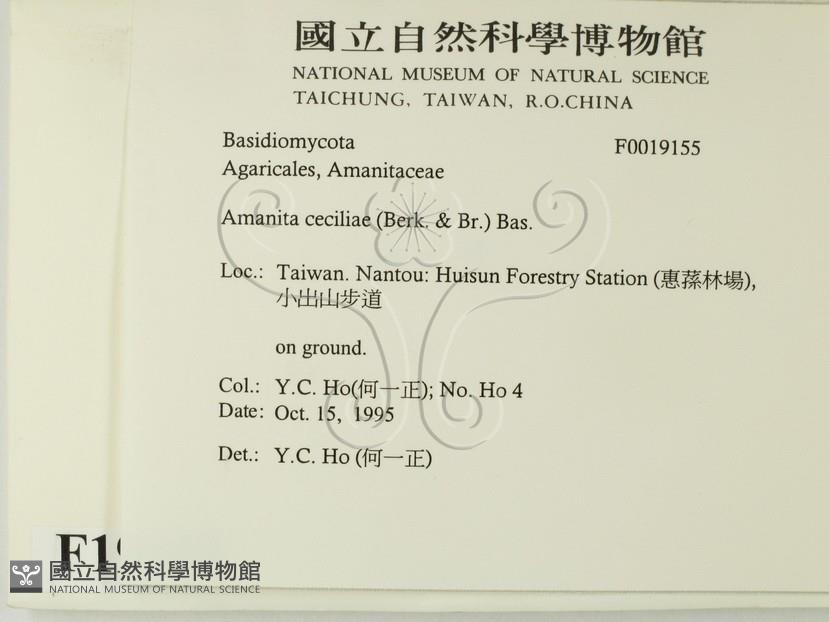 國立自然科學博物館
NATIONAL MUSEUM OF NATURAL SCIENCE
TAICHUNG, TAIWAN, R.O.CHINA
Basidiomycota F0019155
Agaricales, Amanitaceae
Amanita ceciliae (Berk. & Br.) Bas.
Loc.: Taiwan. Nantou: Huisun Forestry Station (惠蓀林場),
小出山步道
on ground.
Col.: Y.C. Ho(何一正); No. Ho 4
Date: Oct. 15, 1995
Det.: Y.C. Ho (何一正)
F19
國立自然科學博物館
NATIONAL MUSEUM OF NATURAL SCIENCE